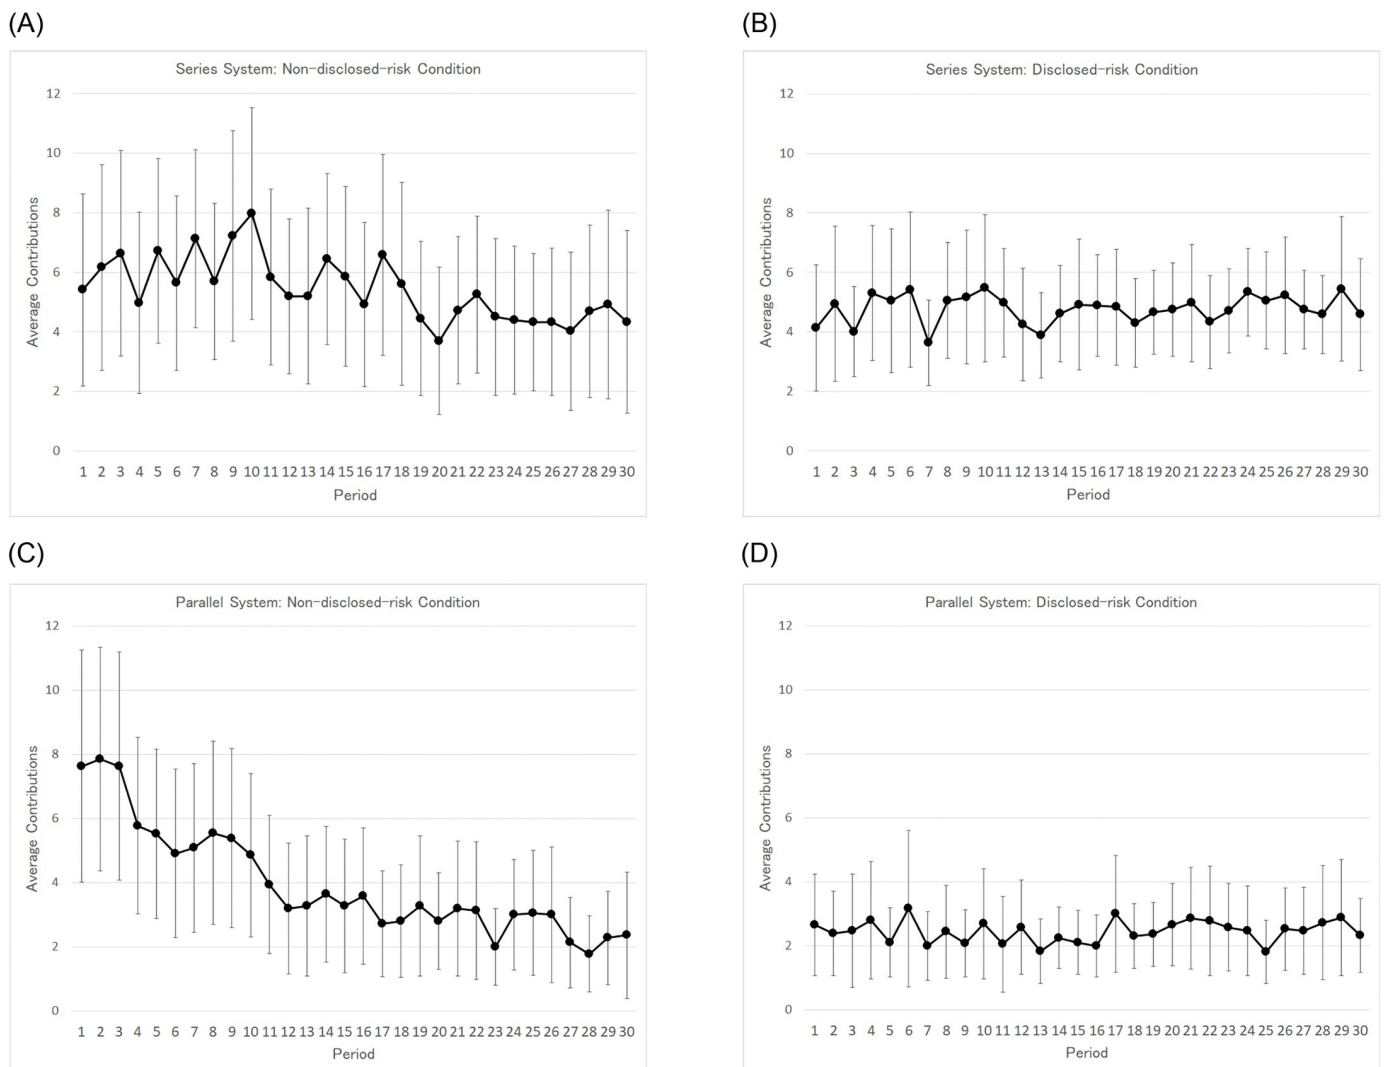 (A)
Series System: Non-disclosed-risk Condition
12
10
8
6
4
2
0
Average Contributions
1 2 3 4 5 6 7 8 9 10 11 12 13 14 15 16 17 18 19 20 21 22 23 24 25 26 27 28 29 30
Period
(B)
Series System: Disclosed-risk Condition
12
10
8
6
4
2
0
Average Contributions
1 2 3 4 5 6 7 8 9 10 11 12 13 14 15 16 17 18 19 20 21 22 23 24 25 26 27 28 29 30
Period
(C)
Parallel System: Non-disclosed-risk Condition
12
10
8
6
4
2
0
Average Contributions
1 2 3 4 5 6 7 8 9 10 11 12 13 14 15 16 17 18 19 20 21 22 23 24 25 26 27 28 29 30
Period
(D)
Parallel System: Disclosed-risk Condition
12
10
8
6
4
2
0
Average Contributions
1 2 3 4 5 6 7 8 9 10 11 12 13 14 15 16 17 18 19 20 21 22 23 24 25 26 27 28 29 30
Period